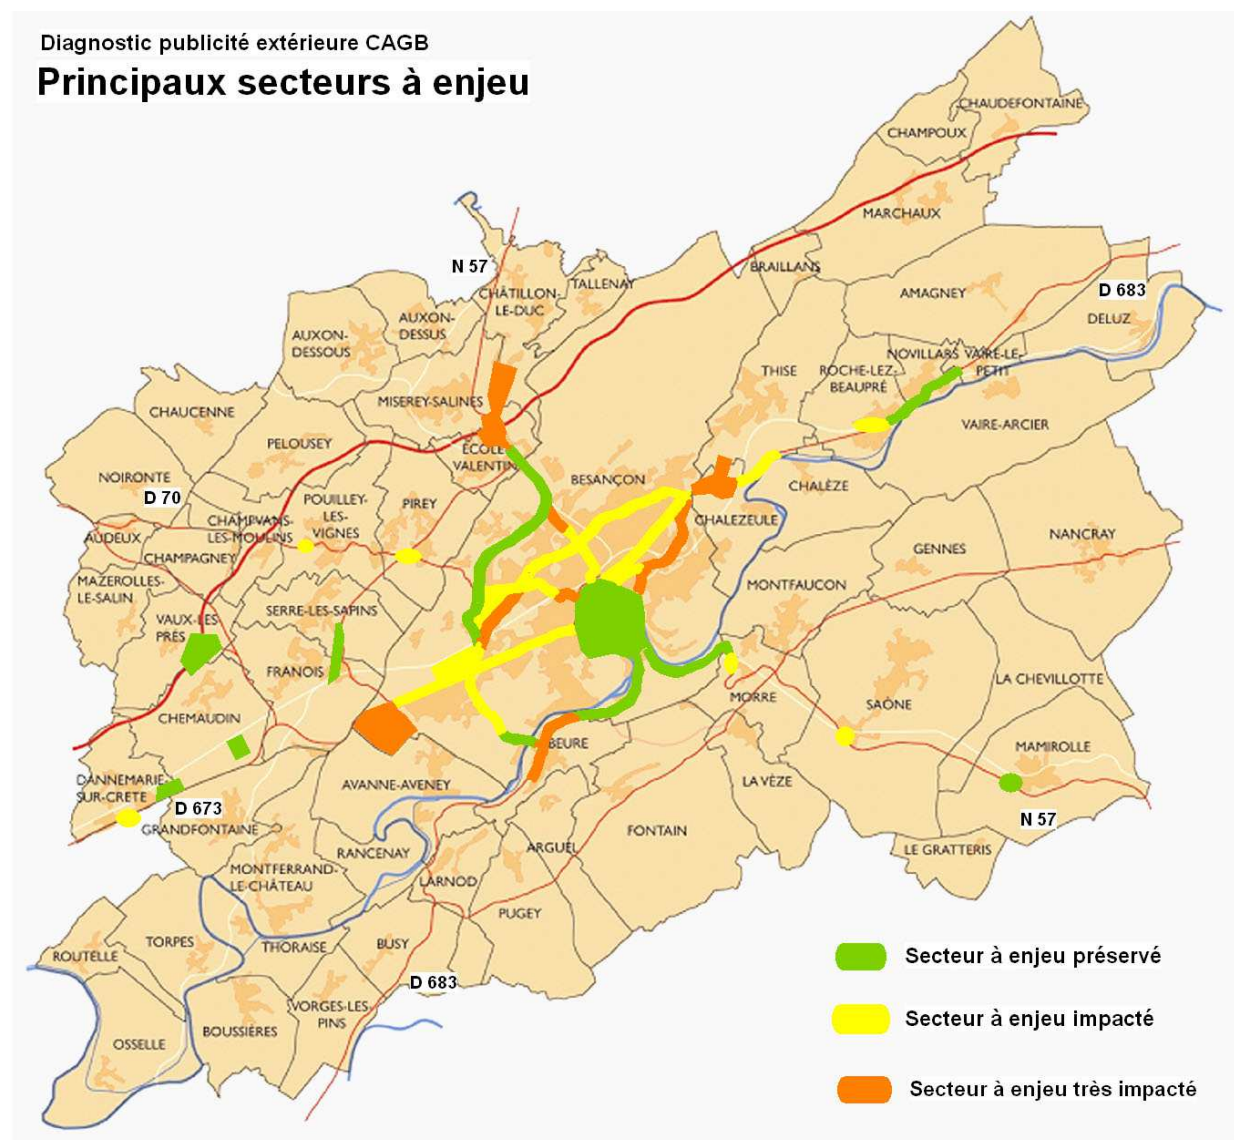 Diagnostic publicité extérieure CAGB
Principaux secteurs à enjeu
CHAUDEFONTAINE
CHAMPOUX
MARCHAUX
N 57
BRAILLANS
TALLENAY
CHÂTILLON-
LE-DUC
AMAGNEY
D 683
DELUZ
AUXON-
DESSUS
AUXON-
DESSOUS
NOVILLARS
VAIRE-LE-
PETIT
THISE
ROCHE-LEZ-
BEAUPRÉ
MISEREY-SALINES
CHAUCENNE
VAIRE-ARCIER
PELOUSEY
ÉCOLE
VALENTIN
NOIRONTE
BESANÇON
CHALÈZE
D 70
POUILLEY-
LES-
VIGNES
PIREY
CHAMPVANS-
LES-MOULINS
CHALEZEULE
AUDEUX
NANCRAY
CHAMPAGNEY
GENNES
MAZEROLLES-
LE-SALIN
MONTFAUCON
SERRE-LES-SAPINS
VAUX-LES
PRÉS
FRANOIS
LA CHEVILLOTTE
MORRE
SAÔNE
CHEMAUDIN
BEURE
MAMIROLLE
DANNEMARIE-
SUR-CRETE
AVANNE-AVENEY
LA VÈZE
D 673
N 57
GRANDFONTAINE
FONTAIN
RANCENAY
ARGUEL
LE GRATTERIS
MONTFERRAND-
LE-CHÂTEAU
LARNOD
PUGEY
TORPES
THORAISE
BUSY
ROUTELLE
D 683
VORGES-LES-
PINS
BOUSSIÈRES
OSSELLE
Secteur à enjeu préservé
Secteur à enjeu impacté
Secteur à enjeu très impacté